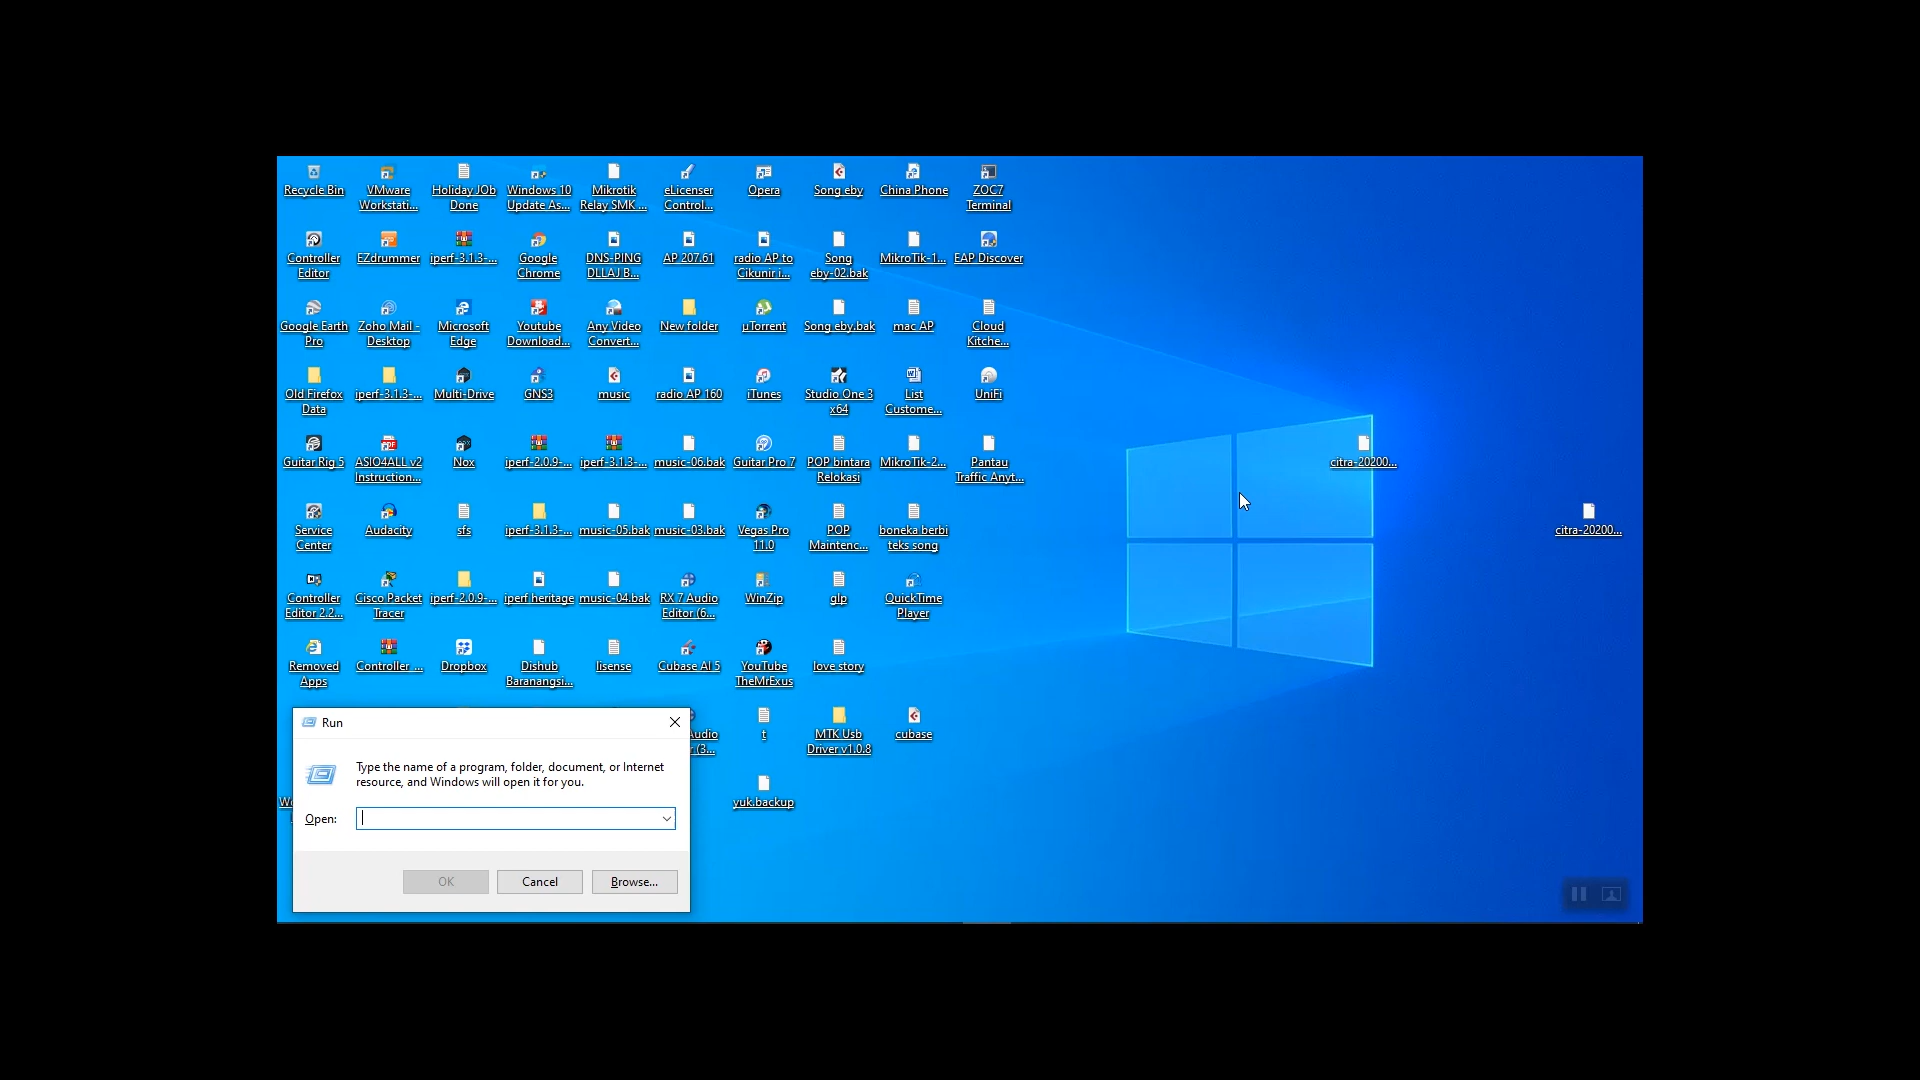 Recycle Bin
VMware
Workstati...
Holiday JOb
Done
Windows 10
Update As...
Mikrotik
Relay SMK ...
eLicenser
Control...
Opera
Song eby
China Phone
ZOC7
Terminal
Controller
Editor
EZdrummer
iperf-3.1.3-...
Google
Chrome
DNS-PING
DLLAJ B...
AP 207.61
radio AP to
Cikunir i...
Song
eby-02.bak
MikroTik-1...
EAP Discover
Google Earth
Pro
Zoho Mail -
Desktop
Microsoft
Edge
Youtube
Download...
Any Video
Convert...
New folder
µTorrent
Song eby.bak
mac AP
Cloud
Kitche...
Old Firefox
Data
iperf-3.1.3-...
Multi-Drive
GNS3
music
radio AP 160
iTunes
Studio One 3
x64
List
Custome...
UniFi
Guitar Rig 5
ASIO4ALL v2
Instruction...
Nox
iperf-2.0.9-...
iperf-3.1.3-...
music-06.bak
Guitar Pro 7
POP bintara
Relokasi
MikroTik-2...
Pantau
Traffic Anyt...
citra-20200...
Service
Center
Audacity
sfs
iperf-3.1.3-...
music-05.bak
music-03.bak
Vegas Pro
11.0
POP
Maintenc...
boneka berbi
teks song
citra-20200...
Controller
Editor 2.2...
Cisco Packet
Tracer
iperf-2.0.9-...
iperf heritage
music-04.bak
RX 7 Audio
Editor (6...
WinZip
glp
QuickTime
Player
Removed
Apps
Controller_...
Dropbox
Dishub
Baranangsi...
lisense
Cubase AI 5
YouTube
TheMrExus
love story
t
MTK Usb
Driver v1.0.8
cubase
yuk.backup
Run
Type the name of a program, folder, document, or Internet
resource, and Windows will open it for you.
Open:
OK
Cancel
Browse...